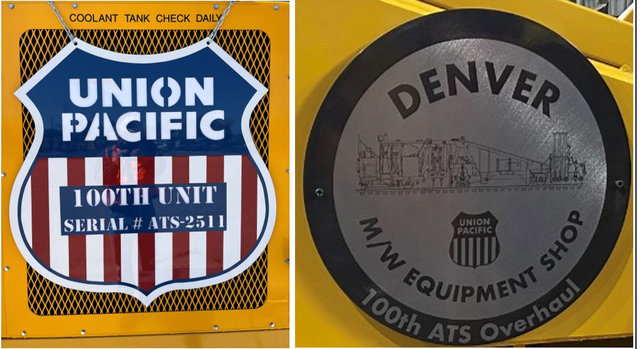 COOLANT TANK CHECK DAILY
UNION
PACIFIC
100TH UNIT
SERIAL # ATS-2511
DENVER
UNION
PACIFIC
M/W EQUIPMENT SHOP
100th ATS Overhaul